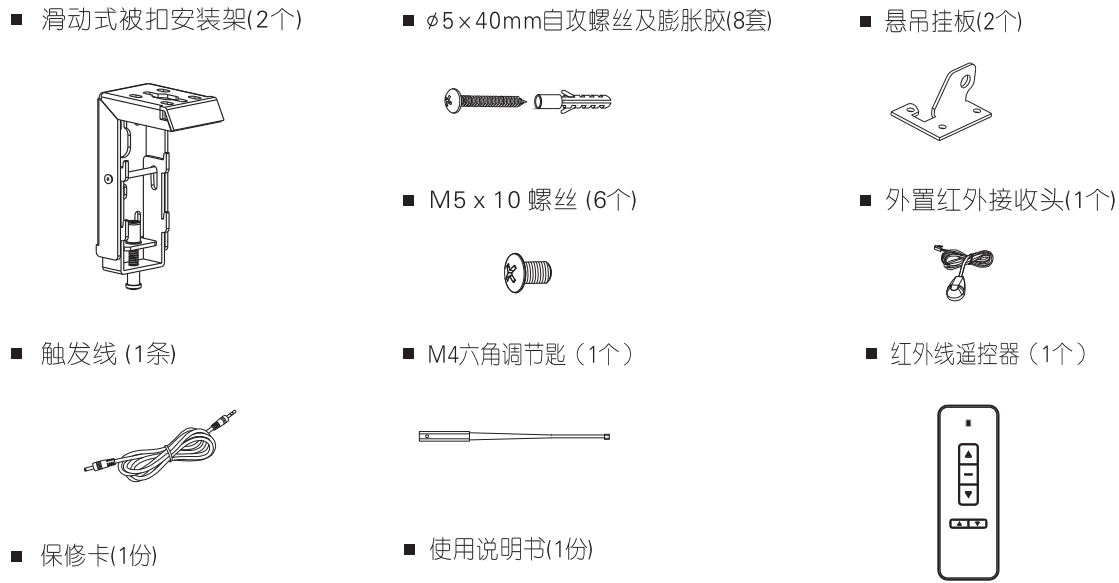 ■ 滑动式被扣安装架(2个)
■ ø5×40mm自攻螺丝及膨胀胶(8套)
■ 悬吊挂板(2个)
■ M5 x 10 螺丝 (6个)
■ 外置红外接收头(1个)
■ 触发线 (1条)
■ M4六角调节匙（1个）
■ 红外线遥控器（1个）
■ 保修卡(1份)
■ 使用说明书(1份)